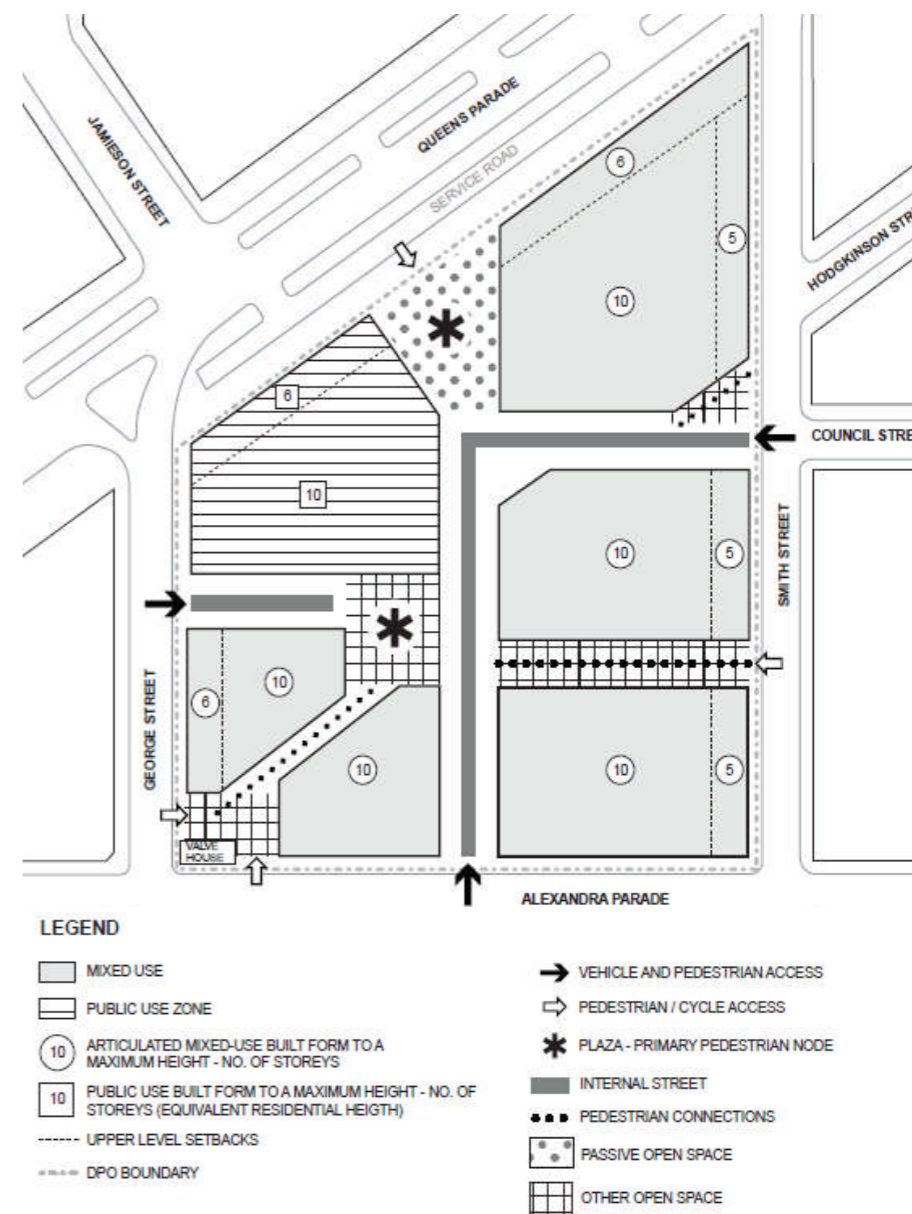 JAMIESON STREET
QUEENS PARADE
SERVICE ROAD
6
5
HODGKINSON STR
10
6
10
COUNCIL STRE
10
5
SMITH STREET
GEORGE STREET
6
10
10
10
5
VALVE
HOUSE
ALEXANDRA PARADE
LEGEND
MIXED USE
PUBLIC USE ZONE
10
ARTICULATED MIXED-USE BUILT FORM TO A
MAXIMUM HEIGHT - NO. OF STOREYS
10
PUBLIC USE BUILT FORM TO A MAXIMUM HEIGHT - NO. OF
STOREYS (EQUIVALENT RESIDENTIAL HEIGTH)
UPPER LEVEL SETBACKS
DPO BOUNDARY
VEHICLE AND PEDESTRIAN ACCESS
PEDESTRIAN / CYCLE ACCESS
PLAZA - PRIMARY PEDESTRIAN NODE
INTERNAL STREET
PEDESTRIAN CONNECTIONS
PASSIVE OPEN SPACE
OTHER OPEN SPACE